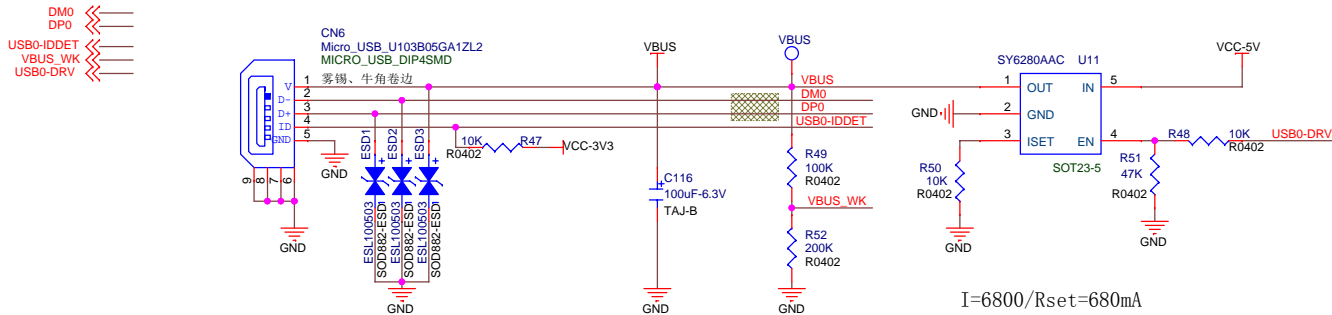 DM0
DP0
USB0-IDDET
VBUS_WK
USB0-DRV
CN6
Micro_USB_U103B05GA1ZL2
MICRO_USB_DIP4SMD
雾锡、牛角卷边
V
D-
D+
ID
GND
1
2
3
4
5
9
8
7
6
GND
GND
ESD1
ESD2
ESD3
ESL100503
SOD882-ESDI
ESL100503
SOD882-ESDI
ESL100503
SOD882-ESDI
GND
10K
R47
R0402
VCC-3V3
VBUS
C116
100uF-6.3V
TAJ-B
GND
VBUS
VBUS
DM0
DP0
USB0-IDDET
R49
100K
R0402
VBUS_WK
R52
200K
R0402
GND
SY6280AAC
U11
1
OUT
IN
5
GND
2
GND
3
ISET
EN
4
SOT23-5
VCC-5V
R50
10K
R0402
GND
R48
10K
R0402
USB0-DRV
R51
47K
R0402
GND
I=6800/Rset=680mA